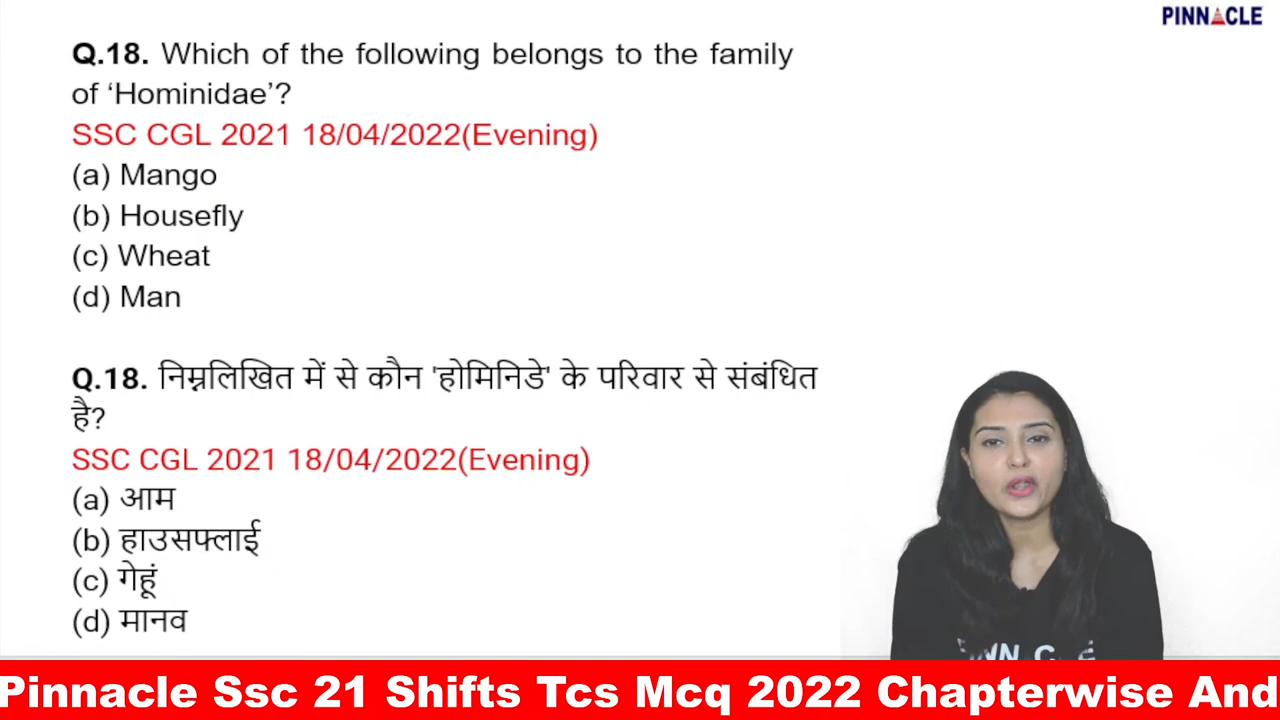 PINNACLE
Q.18. Which of the following belongs to the family
of ‘Hominidae’?
SSC CGL 2021 18/04/2022(Evening)
(a) Mango
(b) Housefly
(c) Wheat
(d) Man
Q.18. निम्नलिखित में से कौन 'होमिनिडे' के परिवार से संबंधित
है?
SSC CGL 2021 18/04/2022(Evening)
(a) आम
(b) हाउसफ्लाई
(c) गेहूं
(d) मानव
Pinnacle Ssc 21 Shifts Tcs Mcq 2022 Chapterwise And